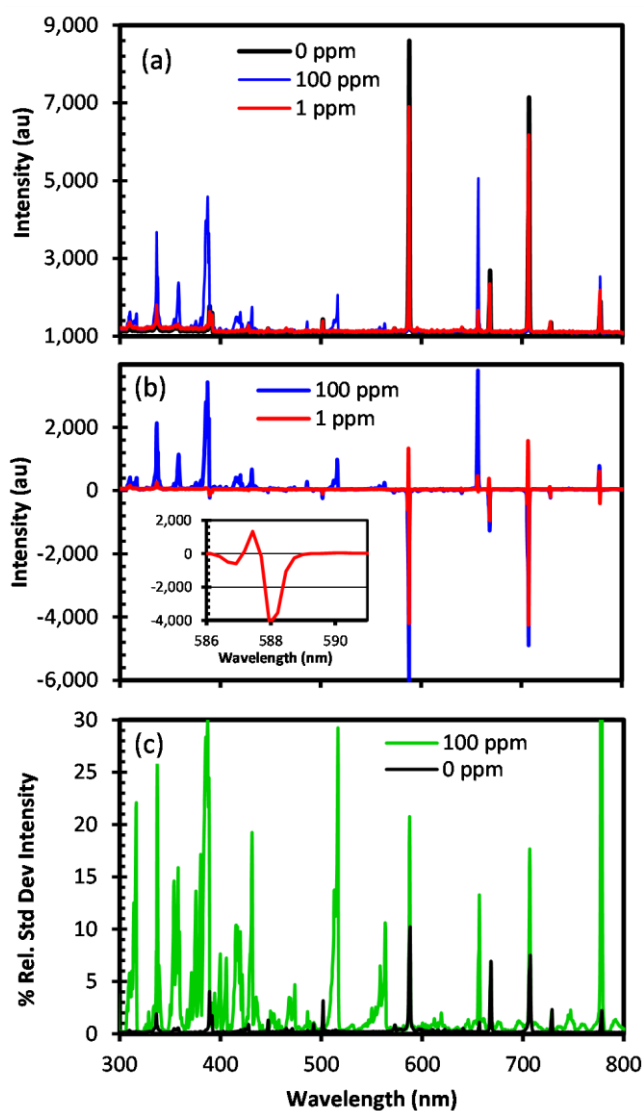 9,000
7,000
5,000
3,000
1,000
Intensity (au)
(a)
0 ppm
100 ppm
1 ppm
2,000
0
-2,000
-4,000
-6,000
Intensity (au)
(b)
100 ppm
1 ppm
2,000
0
-2,000
-4,000
586
588
590
Wavelength (nm)
30
25
20
15
10
5
0
% Rel. Std Dev Intensity
(c)
100 ppm
0 ppm
300
400
500
600
700
800
Wavelength (nm)